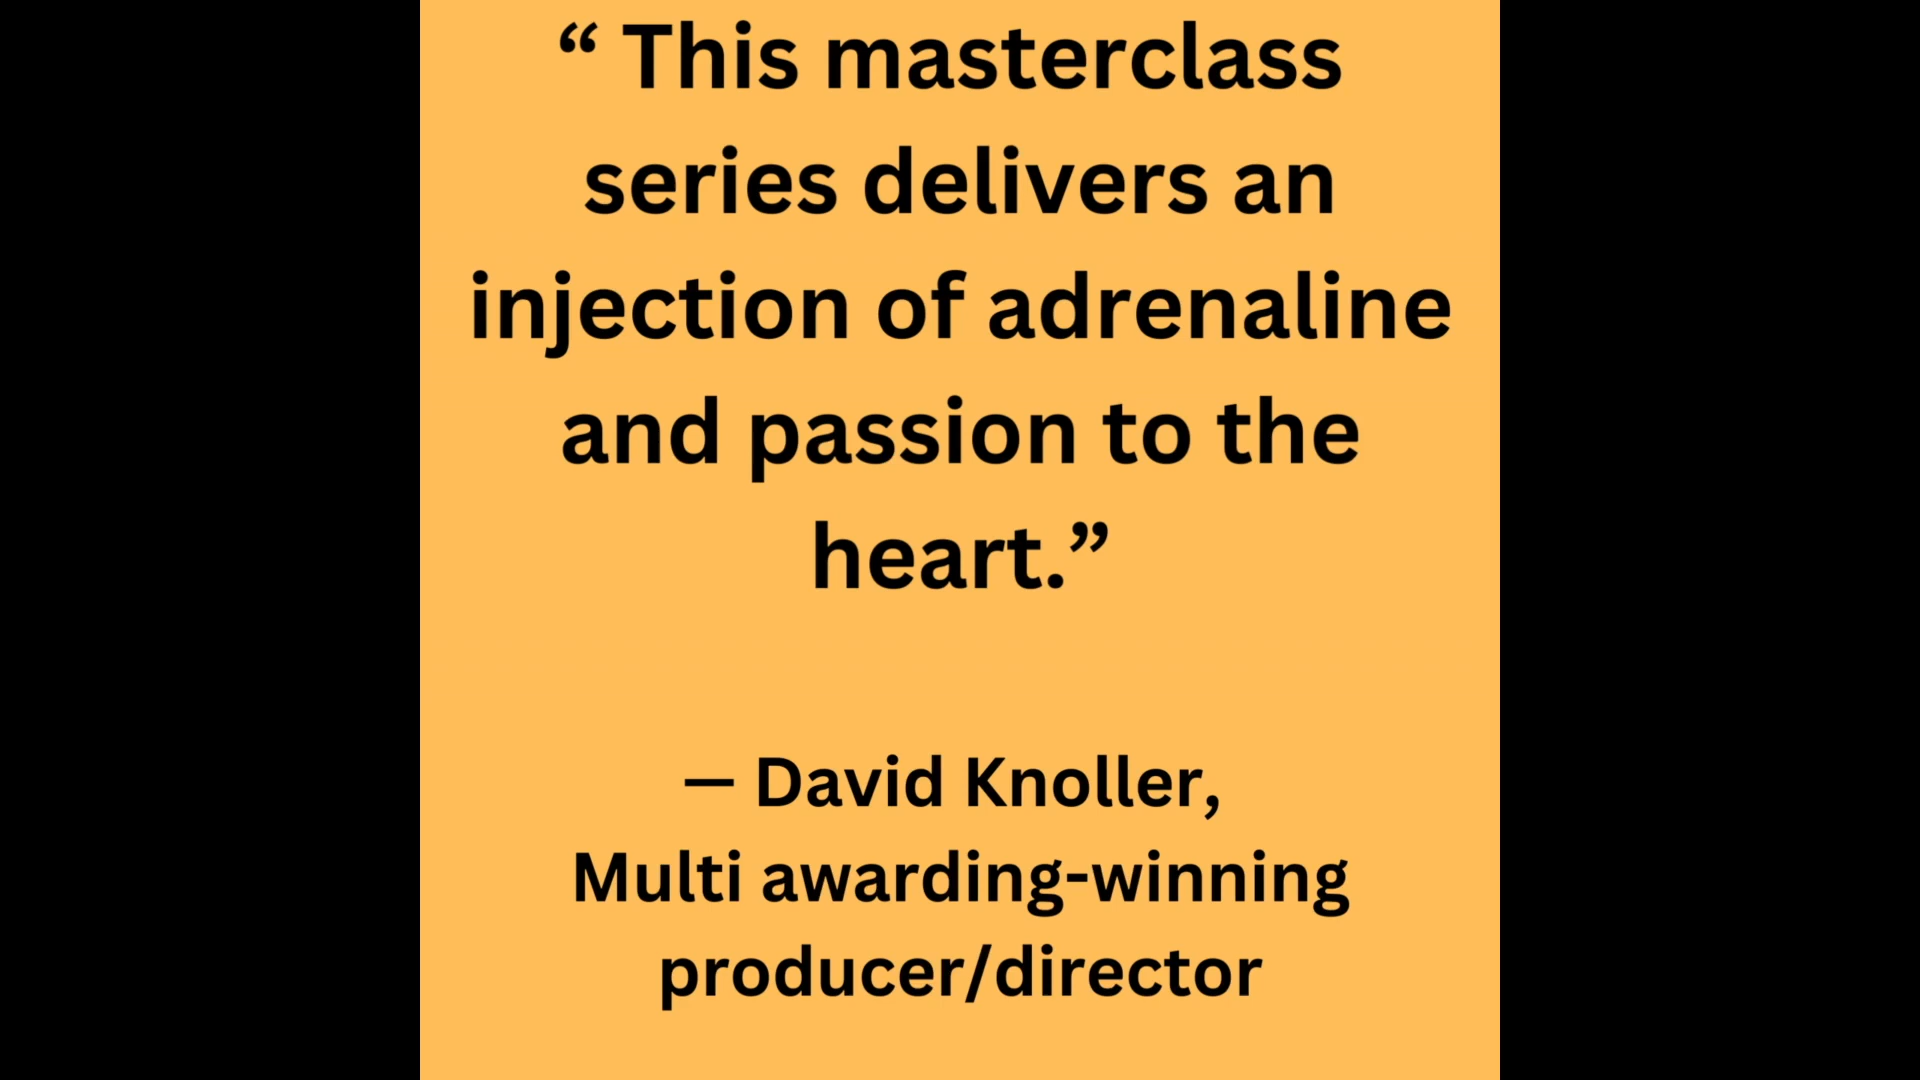 “ This masterclass
series delivers an
injection of adrenaline
and passion to the
heart.”
— David Knoller,
Multi awarding-winning
producer/director